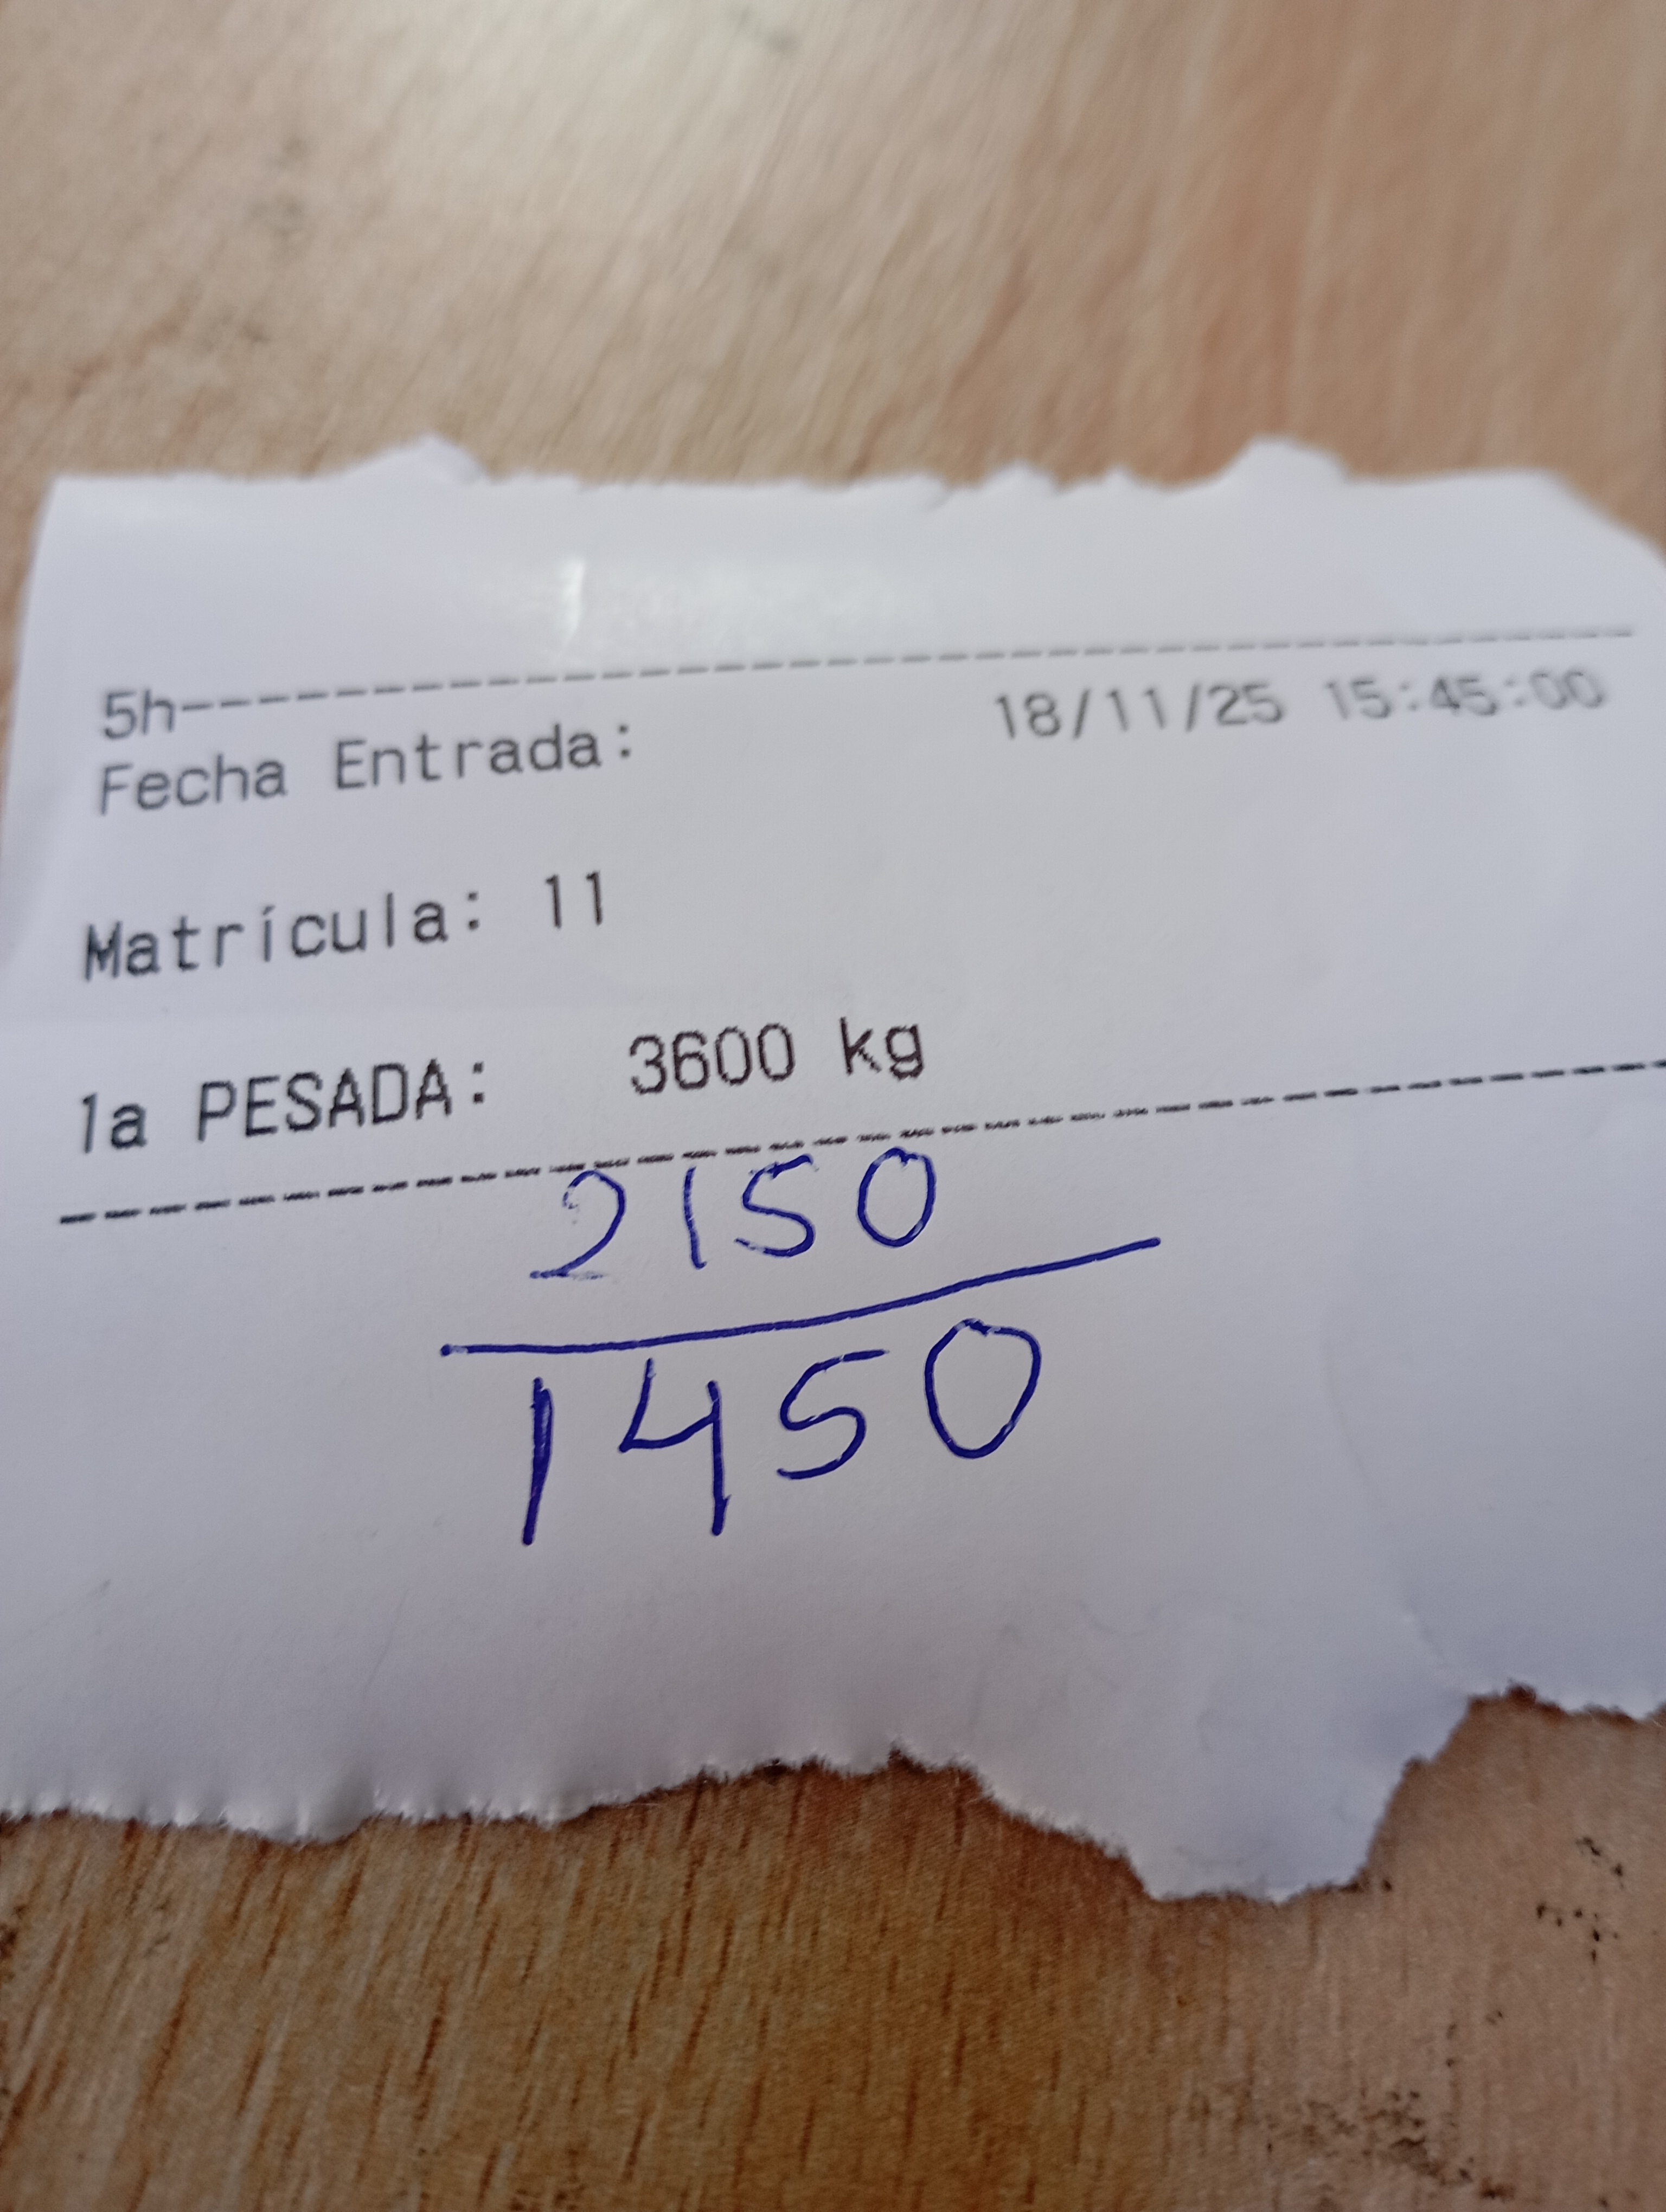 5h--------------------------------------
Fecha Entrada: 18/11/25 15:45:00
Matrícula: 11
1a PESADA: 3600 kg
----------------------------------------
2150
1450